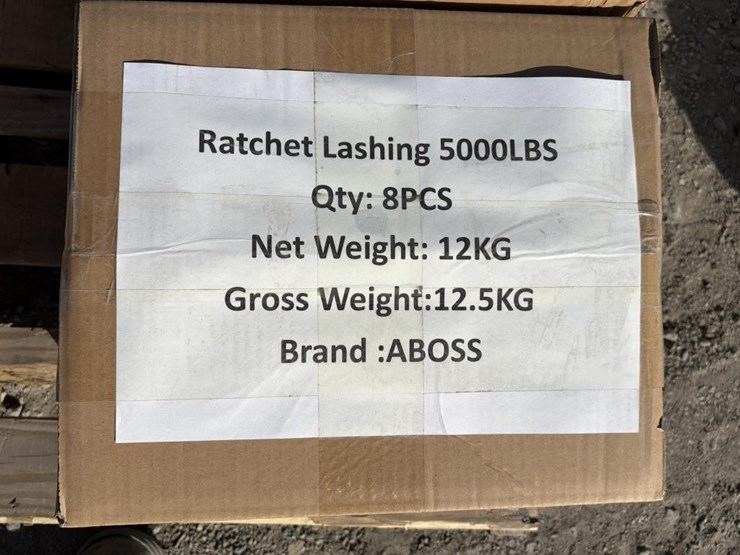 Ratchet Lashing 5000LBS
Qty: 8PCS
Net Weight: 12KG
Gross Weight:12.5KG
Brand :ABOSS